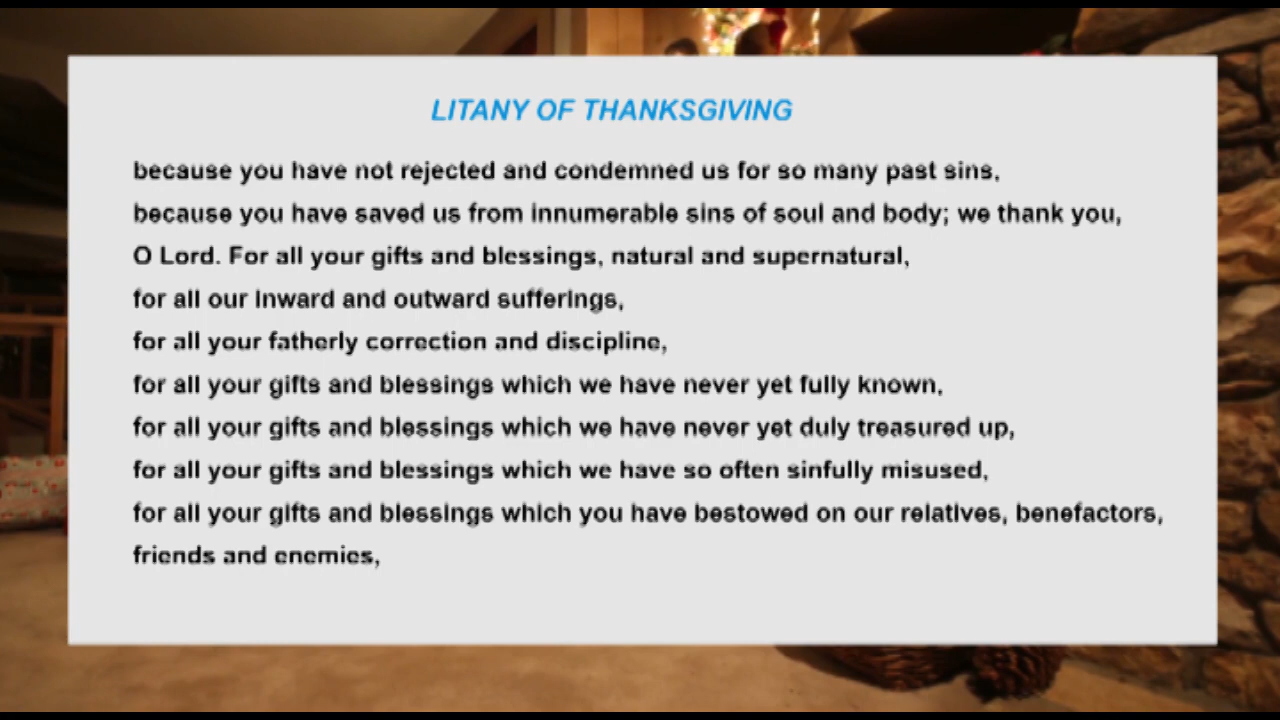 LITANY OF THANKSGIVING
because you have not rejected and condemned us for so many past sins,
because you have saved us from innumerable sins of soul and body; we thank you,
O Lord. For all your gifts and blessings, natural and supernatural,
for all our inward and outward sufferings,
for all your fatherly correction and discipline,
for all your gifts and blessings which we have never yet fully known,
for all your gifts and blessings which we have never yet duly treasured up,
for all your gifts and blessings which we have so often sinfully misused,
for all your gifts and blessings which you have bestowed on our relatives, benefactors,
friends and enemies,